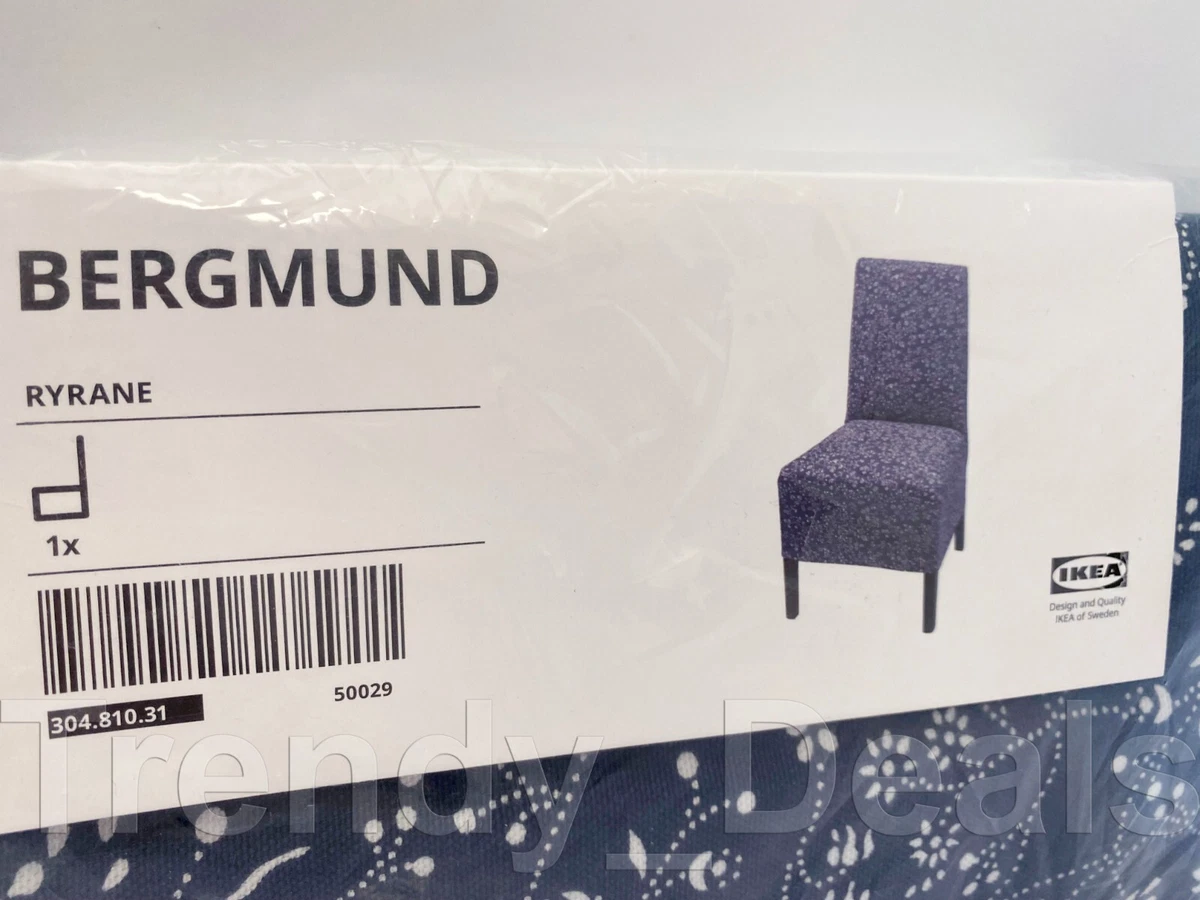 BERGMUND
RYRANE
1x
304.810.31
50029
IKEA
Design and Quality
IKEA of Sweden
Trendy_Deals